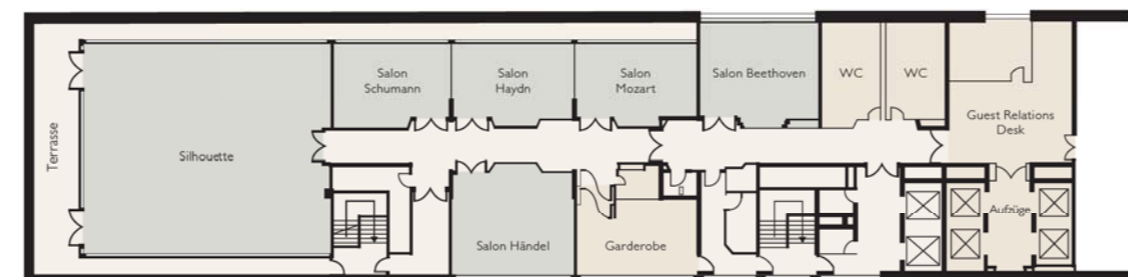 Terrasse
Silhouette
Salon
Schumann
Salon
Haydn
Salon
Mozart
Salon Beethoven
WC
WC
Guest Relations
Desk
Salon Händel
Garderobe
Aufzüge